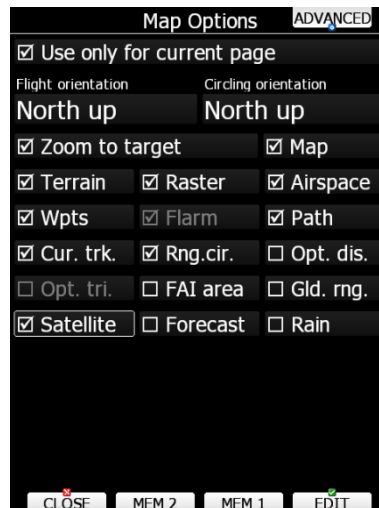 Map Options ADVANCED
Use only for current page
Flight orientation Circling orientation
North up North up
Zoom to target Map
Terrain Raster Airspace
Wpts Flarm Path
Cur. trk. Rng.cir. Opt. dis.
Opt. tri. FAI area Gld. rng.
Satellite Forecast Rain
CLOSE MEM 2 MEM 1 EDIT